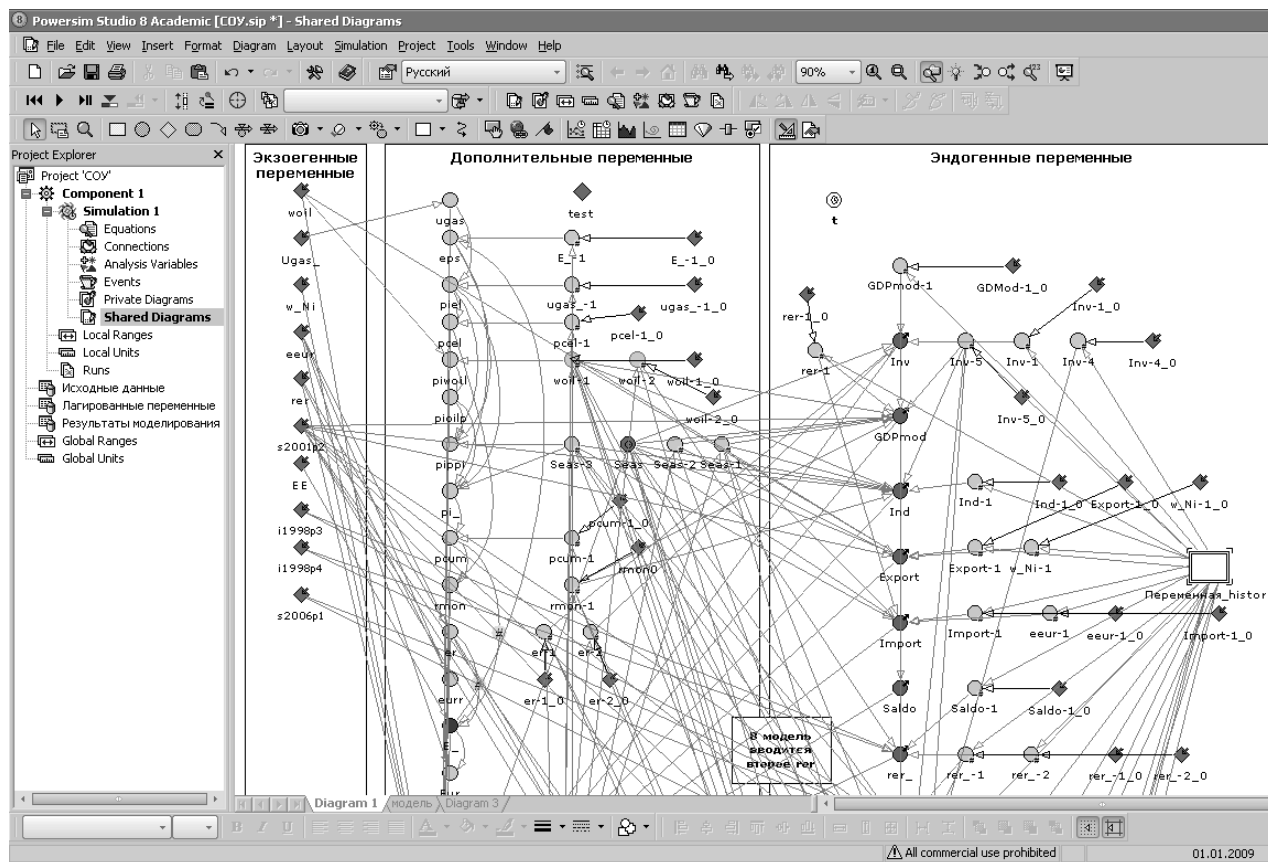 Powersim Studio 8 Academic [СОУ.sip *] - Shared Diagrams
File Edit View Insert Format Diagram Layout Simulation Project Tools Window Help
Русский
90%
Project Explorer
Project 'СОУ'
Component 1
Simulation 1
Equations
Connections
Analysis Variables
Events
Private Diagrams
Shared Diagrams
Local Ranges
Local Units
Runs
Исходные данные
Лагированные переменные
Результаты моделирования
Global Ranges
Global Units
Экзоегенные
переменные
woil
Ugas_
w_Ni
eeur
rer
s2001p2
EE
i1998p3
i1998p4
s2006p1
Дополнительные переменные
ugas
test
eps
E_-1
E_-1_0
piel
ugas_-1
ugas_-1_0
pcel
pcel-1
pcel-1_0
piwoil
woil-1
woil-2
woil-1_0
pioilp
woil-2_0
pioppl
Seas-3
Seas
Seas-2
Seas-1
pi_
pcum-1_0
pcum
pcum-1
rmon0
rmon
rmon-1
er
er-2
eurr
er-1_0
er-2_0
E_
Eur
8 модель
вводится
второе rer
Эндогенные переменные
t
GDPmod-1
GDMod-1_0
rer-1_0
Inv-1_0
rer-1
Inv
Inv-5
Inv-1
Inv-4
Inv-4_0
GDPmod
Inv-5_0
Ind
Ind-1
Ind-1_0
Export-1_0
w_Ni-1_0
Export
Export-1
w_Ni-1
Переменная_histor
Import
Import-1
eeur-1
eeur-1_0
Import-1_0
Saldo
Saldo-1
Saldo-1_0
rer_
rer_-1
rer_-2
rer_-1_0
rer_-2_0
Diagram 1
модель
Diagram 3
B I U
All commercial use prohibited
01.01.2009